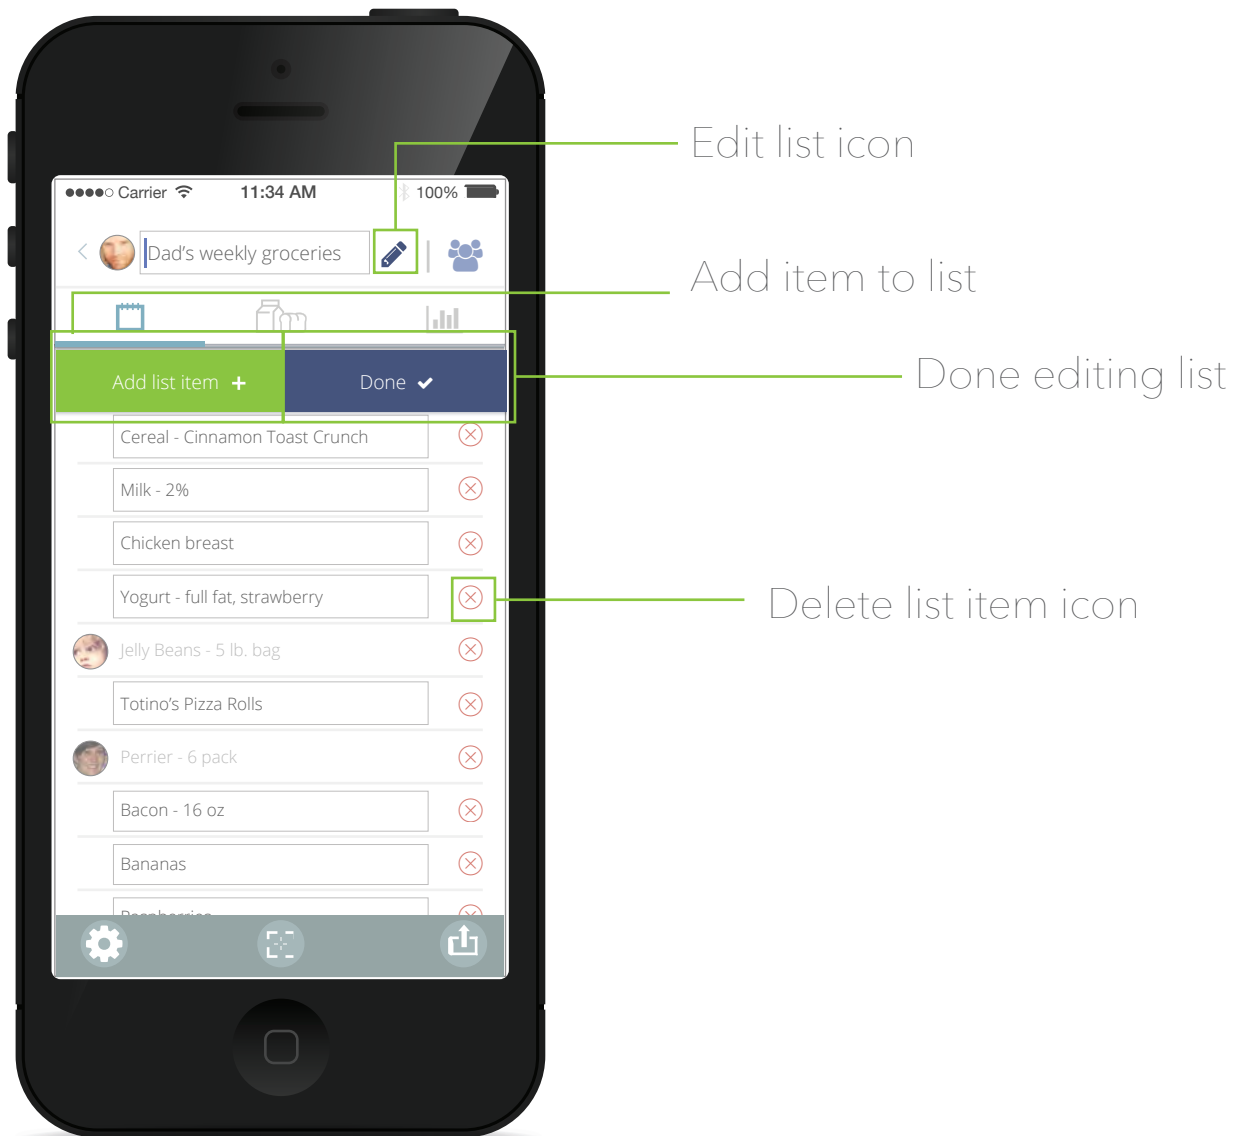 Edit list icon
Carrier 11:34 AM 100%
Dad's weekly groceries
Add item to list
Done editing list
Add list item +
Done
Cereal - Cinnamon Toast Crunch
Milk - 2%
Chicken breast
Yogurt - full fat, strawberry
Delete list item icon
Jelly Beans - 5 lb. bag
Totino's Pizza Rolls
Perrier - 6 pack
Bacon - 16 oz
Bananas